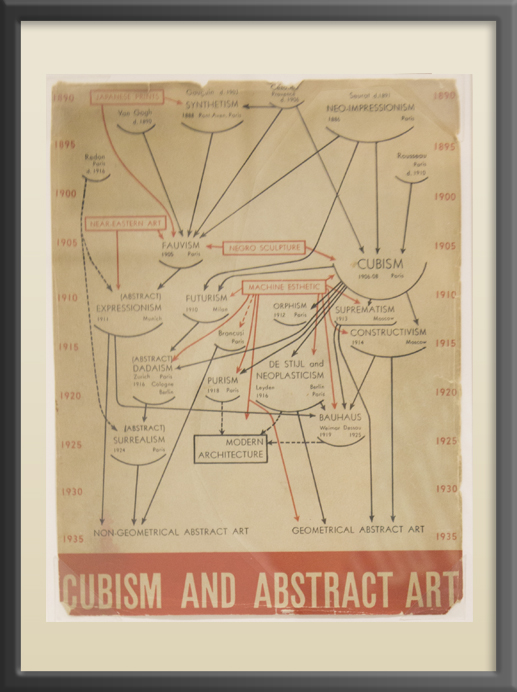 1890
JAPANESE PRINTS
Gauguin d. 1903
SYNTHETISM
1888 Pont-Aven Paris
d. 1906
Seurat d. 1891
NEO-IMPRESSIONISM
1886 Paris
1890
Van Gogh
d. 1890
1895
1895
Redon
Paris
d. 1916
Rousseau
Paris
d. 1910
1900
1900
NEAR-EASTERN ART
1905
FAUVISM
1905 Paris
NEGRO SCULPTURE
CUBISM
1906-08 Paris
1905
MACHINE ESTHETIC
1910
(ABSTRACT)
EXPRESSIONISM
1911 Munich
FUTURISM
1910 Milan
ORPHISM
1912 Paris
SUPREMATISM
1913 Moscow
1910
Brancusi
Paris
CONSTRUCTIVISM
1914 Moscow
1915
1915
(ABSTRACT)
DADAISM
Zurich Paris
1916 Cologne
Berlin
PURISM
1918 Paris
DE STIJL and
NEOPLASTICISM
Leyden Berlin
1916 Paris
1920
1920
BAUHAUS
Weimar Dessau
1919 1925
(ABSTRACT)
SURREALISM
1924 Paris
MODERN
ARCHITECTURE
1925
1925
1930
1930
1935
NON-GEOMETRICAL ABSTRACT ART
GEOMETRICAL ABSTRACT ART
1935
CUBISM AND ABSTRACT ART